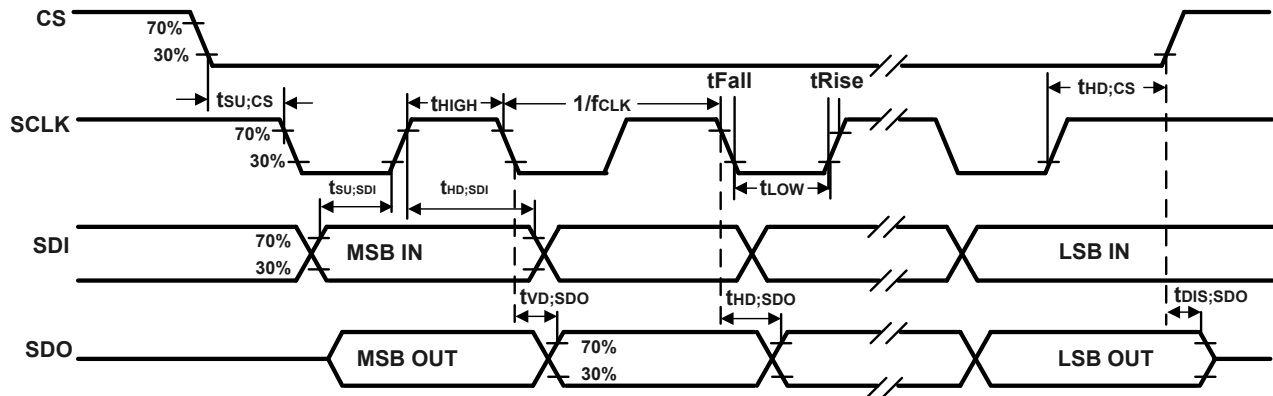 CS
70%
30%
tFall
tRise
tSU;CS
tHIGH
1/fCLK
tHD;CS
SCLK
70%
30%
tSU;SDI
tHD;SDI
tLOW
SDI
70%
30%
MSB IN
LSB IN
tVD;SDO
tHD;SDO
tDIS;SDO
SDO
MSB OUT
70%
30%
LSB OUT